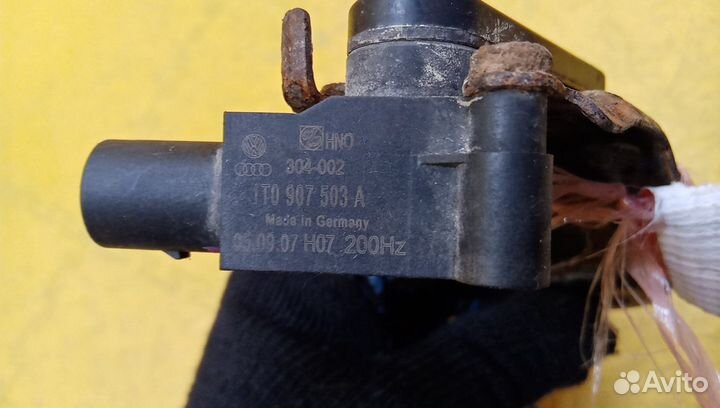 HNO
304-002
1T0 907 503 A
Made in Germany
05.09.07 H07 200Hz
Avito